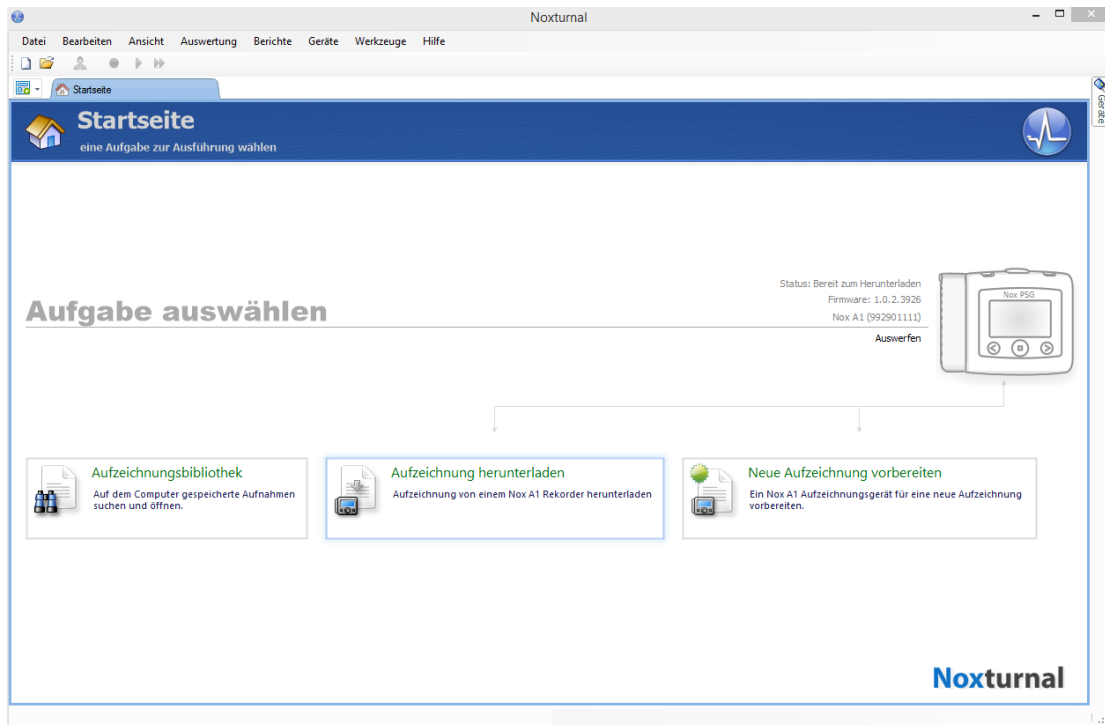 Noxturnal
Datei Bearbeiten Ansicht Auswertung Berichte Geräte Werkzeuge Hilfe
Startseite
Geräte
Startseite
eine Aufgabe zur Ausführung wählen
Status: Bereit zum Herunterladen
Firmware: 1.0.2.3926
Nox A1 (992901111)
Auswerfen
Nox PSG
Aufgabe auswählen
Aufzeichnungsbibliothek
Auf dem Computer gespeicherte Aufnahmen
suchen und öffnen.
Aufzeichnung herunterladen
Aufzeichnung von einem Nox A1 Rekorder herunterladen
Neue Aufzeichnung vorbereiten
Ein Nox A1 Aufzeichnungsgerät für eine neue Aufzeichnung
vorbereiten.
Noxturnal